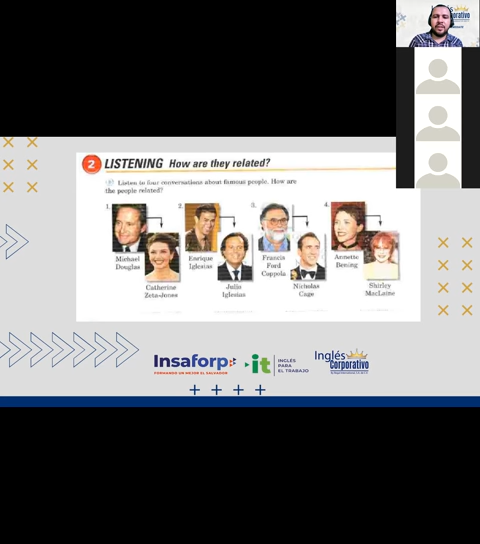 2 LISTENING How are they related?
Listen to four conversations about famous people. How are
the people related?
1.
2.
3.
4.
Michael
Douglas
Catherine
Zeta-Jones
Enrique
Iglesias
Julio
Iglesias
Francis
Ford
Coppola
Nicholas
Cage
Annette
Bening
Shirley
MacLaine
Insaforp
FORMANDO UN MEJOR EL SALVADOR
it
INGLÉS
PARA
EL TRABAJO
Inglés
Corporativo